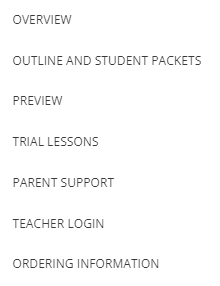 OVERVIEW
OUTLINE AND STUDENT PACKETS
PREVIEW
TRIAL LESSONS
PARENT SUPPORT
TEACHER LOGIN
ORDERING INFORMATION